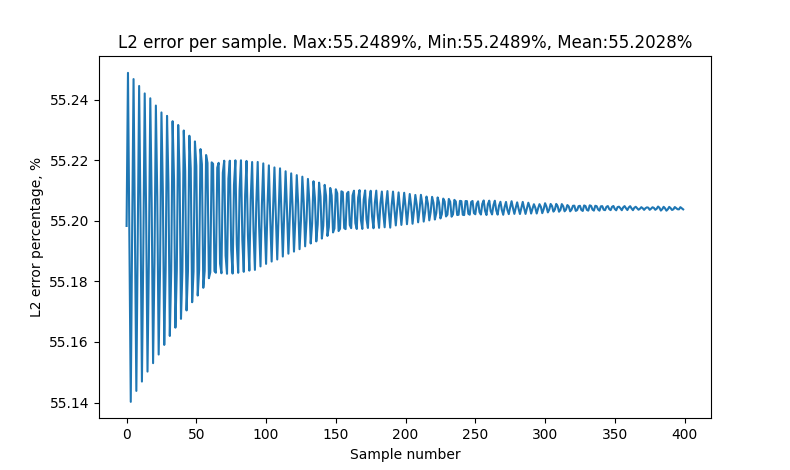 L2 error per sample. Max:55.2489%, Min:55.2489%, Mean:55.2028%
L2 error percentage, %
55.24
55.22
55.20
55.18
55.16
55.14
0 50 100 150 200 250 300 350 400
Sample number